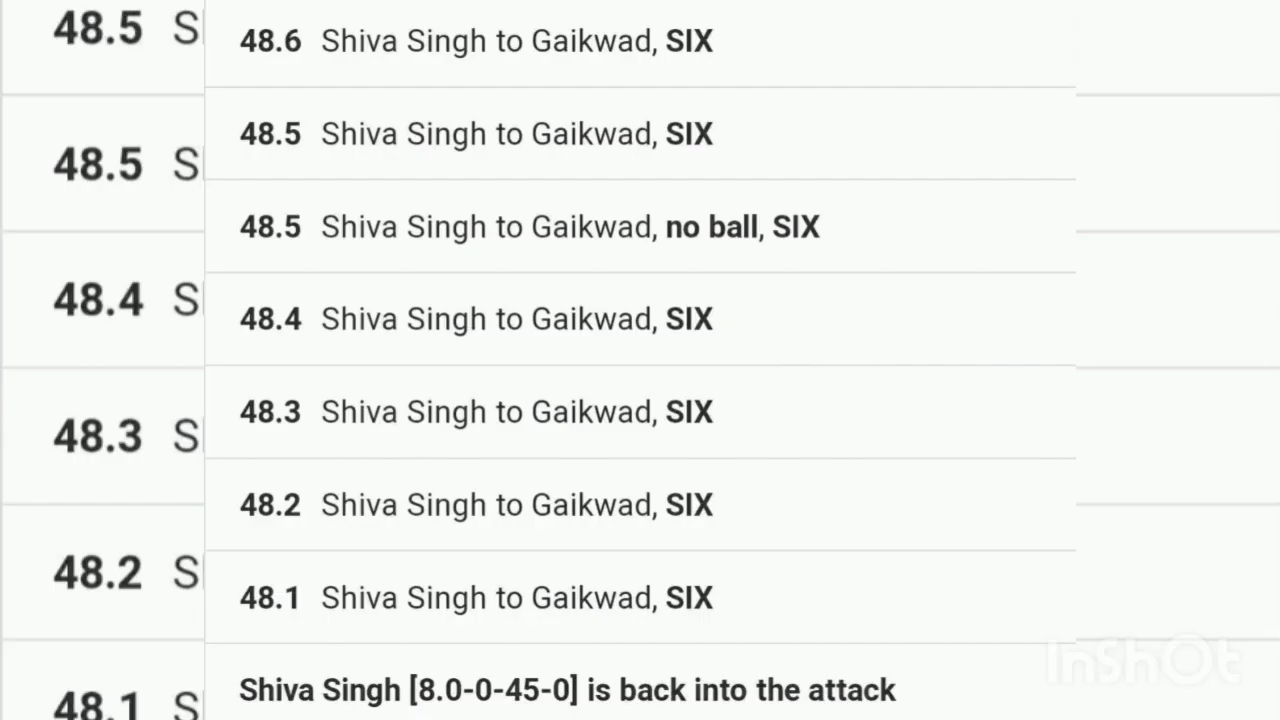 48.5 S
48.5 S
48.4 S
48.3 S
48.2 S
48.1 S
48.6 Shiva Singh to Gaikwad, SIX
48.5 Shiva Singh to Gaikwad, SIX
48.5 Shiva Singh to Gaikwad, no ball, SIX
48.4 Shiva Singh to Gaikwad, SIX
48.3 Shiva Singh to Gaikwad, SIX
48.2 Shiva Singh to Gaikwad, SIX
48.1 Shiva Singh to Gaikwad, SIX
Shiva Singh [8.0-0-45-0] is back into the attack
InShOt